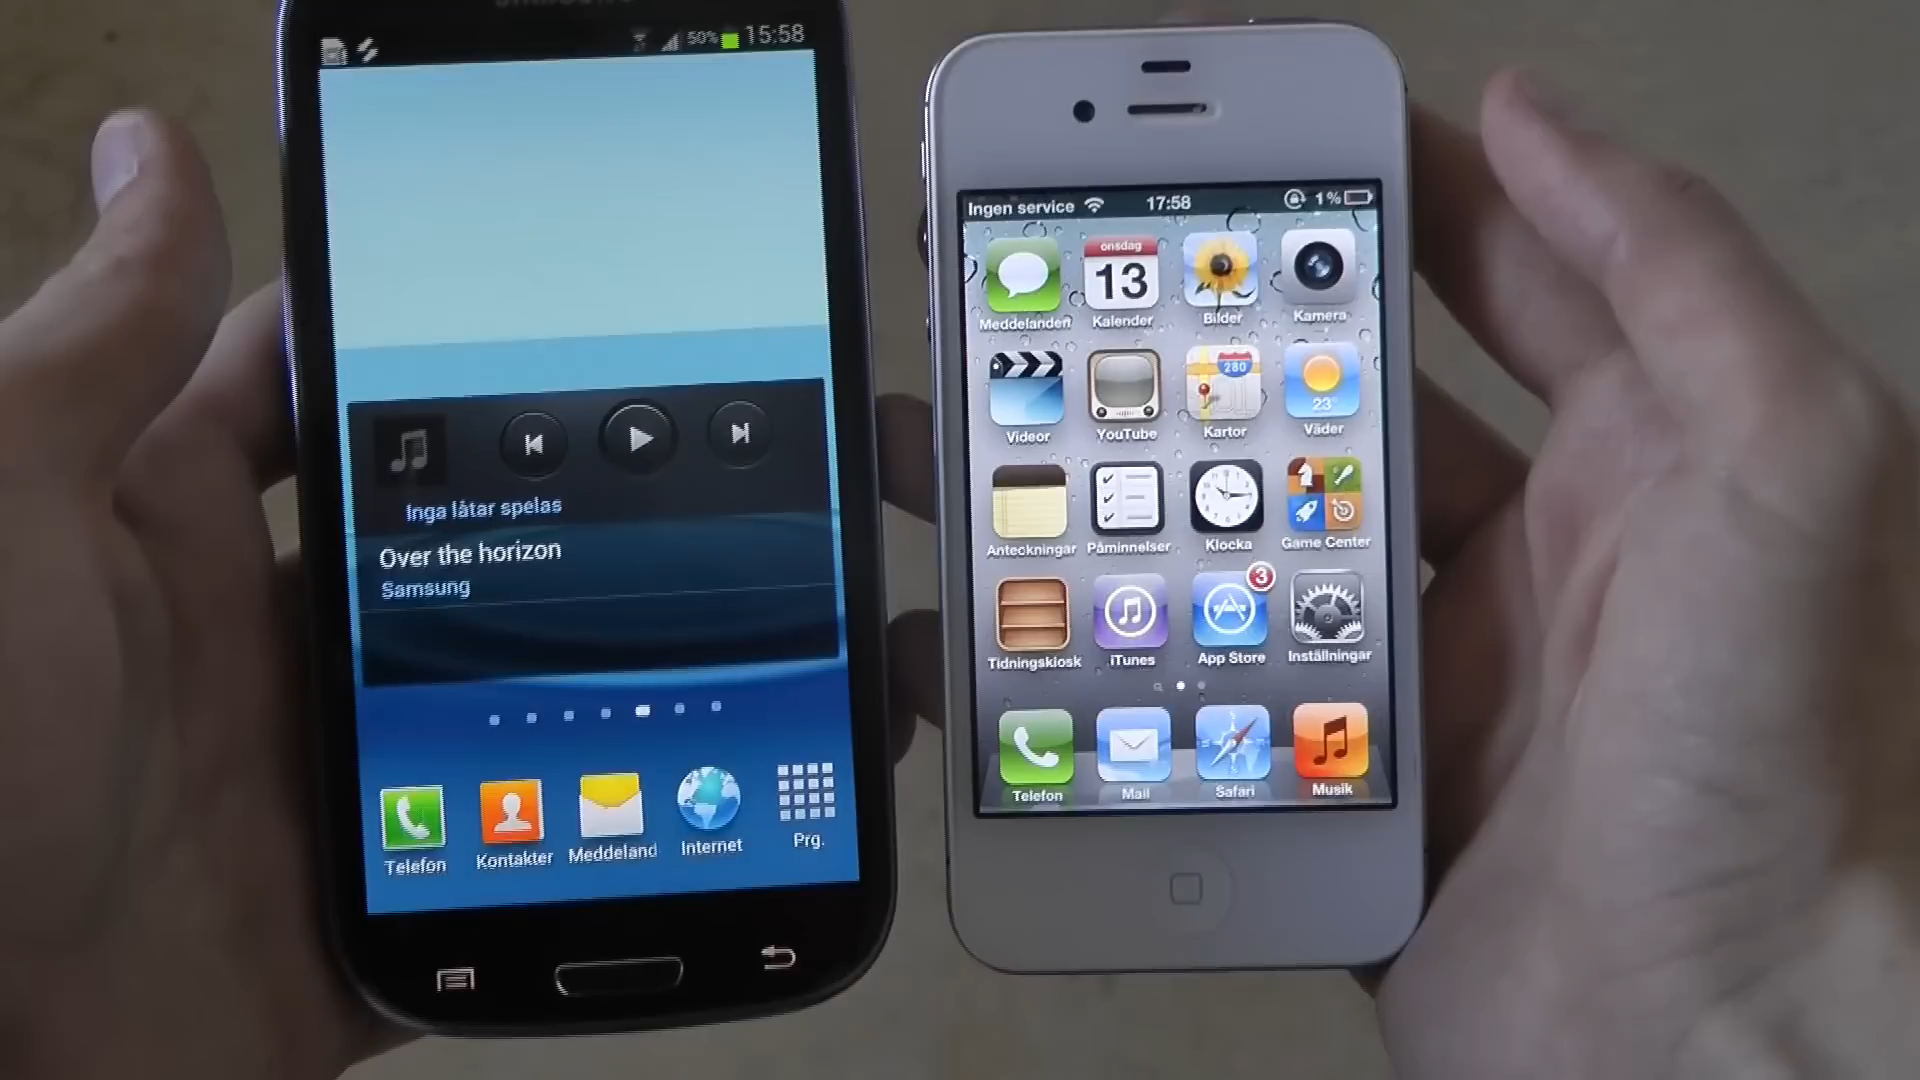 50% 15:58
Inga låtar spelas
Over the horizon
Samsung
Telefon Kontakter Meddeland Internet Prg.
Ingen service 17:58 1%
onsdag
13
Meddelanden Kalender Bilder Kamera
280
23°
Videor YouTube Kartor Väder
Anteckningar Påminnelser Klocka Game Center
3
Tidningskiosk iTunes App Store Inställningar
Telefon Mail Safari Musik